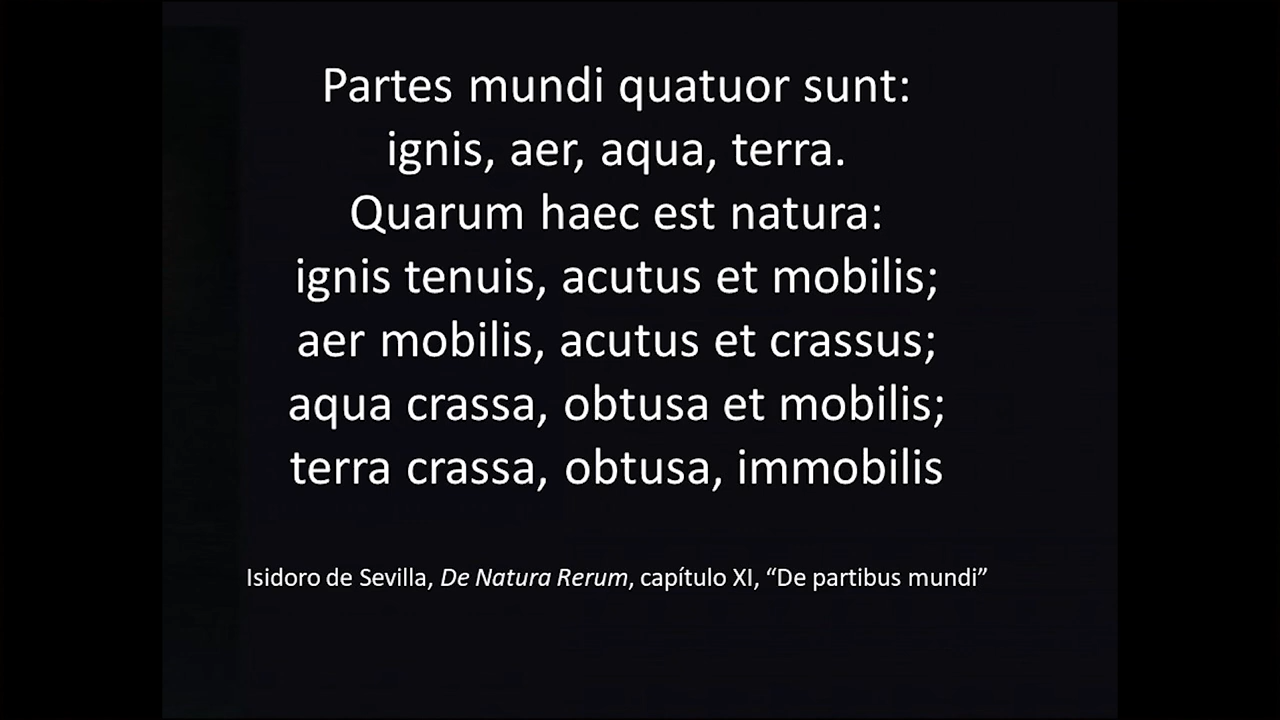 Partes mundi quatuor sunt:
ignis, aer, aqua, terra.
Quarum haec est natura:
ignis tenuis, acutus et mobilis;
aer mobilis, acutus et crassus;
aqua crassa, obtusa et mobilis;
terra crassa, obtusa, immobilis
Isidoro de Sevilla, De Natura Rerum, capítulo XI, “De partibus mundi”